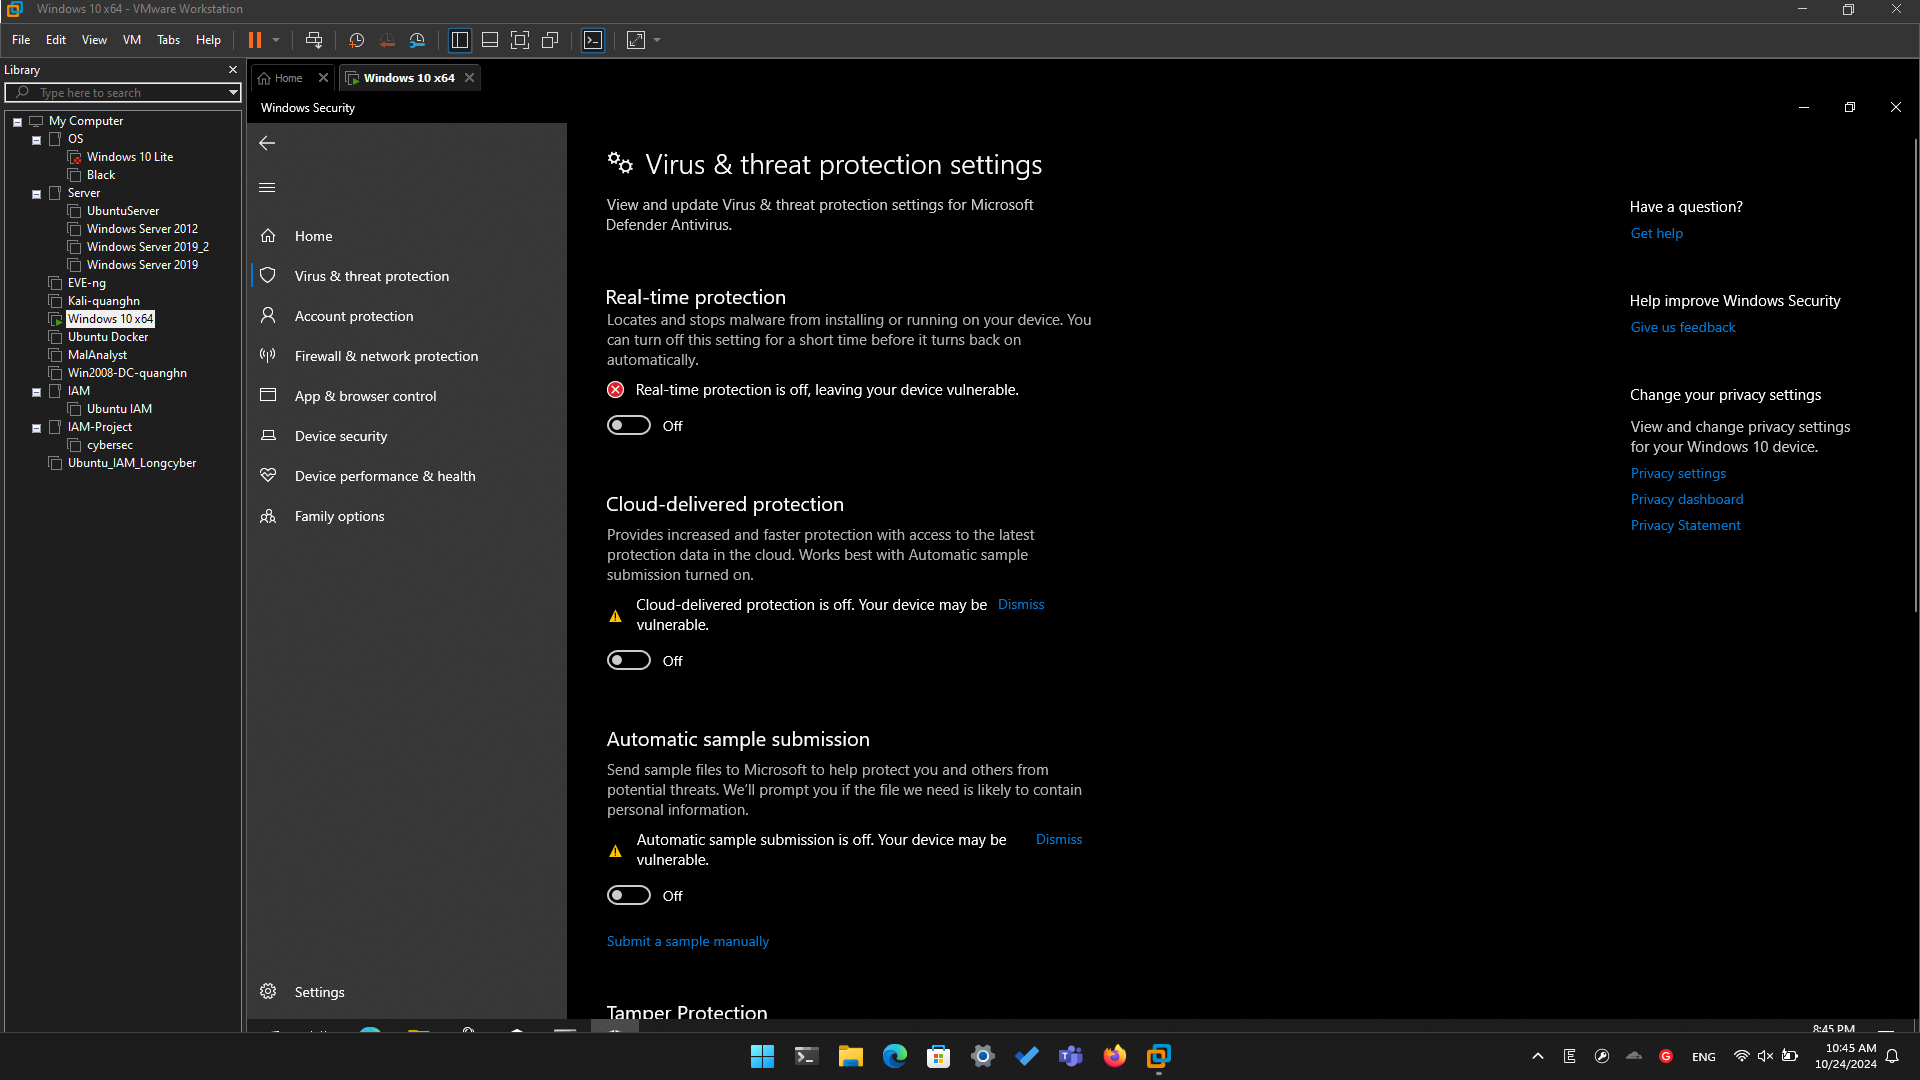 Windows 10 x64 - VMware Workstation
File Edit View VM Tabs Help
Library
Type here to search
My Computer
OS
Windows 10 Lite
Black
Server
UbuntuServer
Windows Server 2012
Windows Server 2019_2
Windows Server 2019
EVE-ng
Kali-quanghn
Windows 10 x64
Ubuntu Docker
MalAnalyst
Win2008-DC-quanghn
IAM
Ubuntu IAM
IAM-Project
cybersec
Ubuntu_IAM_Longcyber
Home
Windows 10 x64
Windows Security
Home
Virus & threat protection
Account protection
Firewall & network protection
App & browser control
Device security
Device performance & health
Family options
Settings
Virus & threat protection settings
View and update Virus & threat protection settings for Microsoft
Defender Antivirus.
Real-time protection
Locates and stops malware from installing or running on your device. You
can turn off this setting for a short time before it turns back on
automatically.
Real-time protection is off, leaving your device vulnerable.
Off
Cloud-delivered protection
Provides increased and faster protection with access to the latest
protection data in the cloud. Works best with Automatic sample
submission turned on.
Cloud-delivered protection is off. Your device may be Dismiss
vulnerable.
Off
Automatic sample submission
Send sample files to Microsoft to help protect you and others from
potential threats. We'll prompt you if the file we need is likely to contain
personal information.
Automatic sample submission is off. Your device may be Dismiss
vulnerable.
Off
Submit a sample manually
Tamper Protection
Have a question?
Get help
Help improve Windows Security
Give us feedback
Change your privacy settings
View and change privacy settings
for your Windows 10 device.
Privacy settings
Privacy dashboard
Privacy Statement
8:45 PM
ENG
10:45 AM
10/24/2024